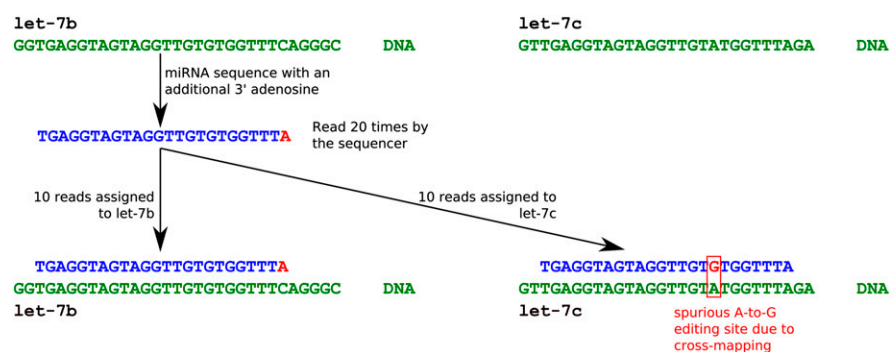 let-7b
GGTGAGGTAGTAGGTTGTGTGGTTTCAGGGC DNA
let-7c
GTTGAGGTAGTAGGTTGTATGGTTTAGA DNA
miRNA sequence with an
additional 3' adenosine
TGAGGTAGTAGGTTGTGTGGTTTA
Read 20 times by
the sequencer
10 reads assigned
to let-7b
10 reads assigned to
let-7c
TGAGGTAGTAGGTTGTGTGGTTTA
GGTGAGGTAGTAGGTTGTGTGGTTTCAGGGC DNA
let-7b
TGAGGTAGTAGGTTGTGTGGTTTA
GTTGAGGTAGTAGGTTGTATGGTTTAGA DNA
let-7c
spurious A-to-G
editing site due to
cross-mapping